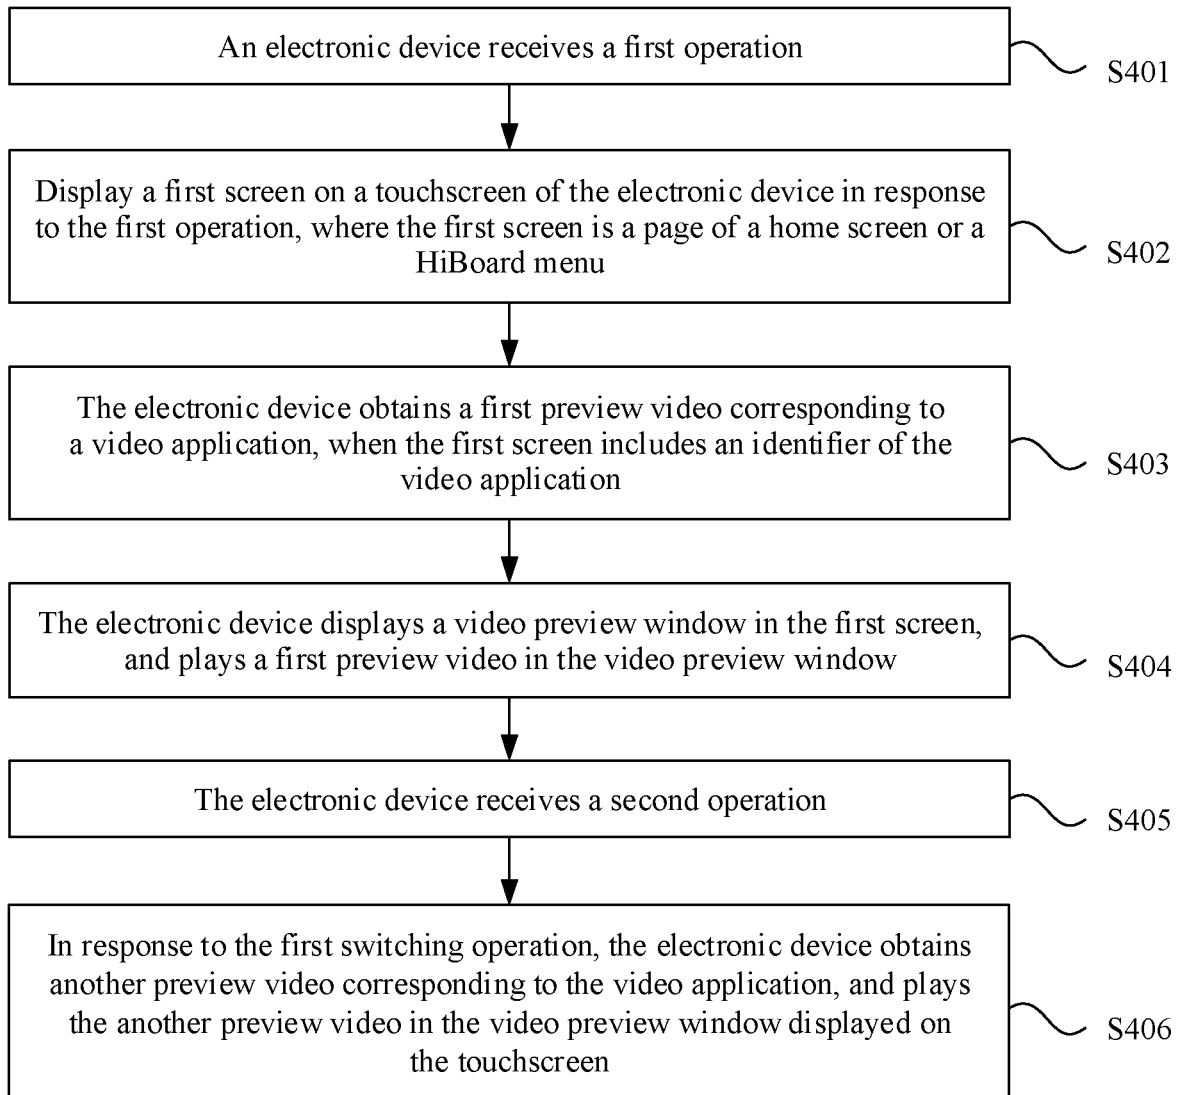 An electronic device receives a first operation
S401
Display a first screen on a touchscreen of the electronic device in response
to the first operation, where the first screen is a page of a home screen or a
HiBoard menu
S402
The electronic device obtains a first preview video corresponding to
a video application, when the first screen includes an identifier of the
video application
S403
The electronic device displays a video preview window in the first screen,
and plays a first preview video in the video preview window
S404
The electronic device receives a second operation
S405
In response to the first switching operation, the electronic device obtains
another preview video corresponding to the video application, and plays
the another preview video in the video preview window displayed on
the touchscreen
S406